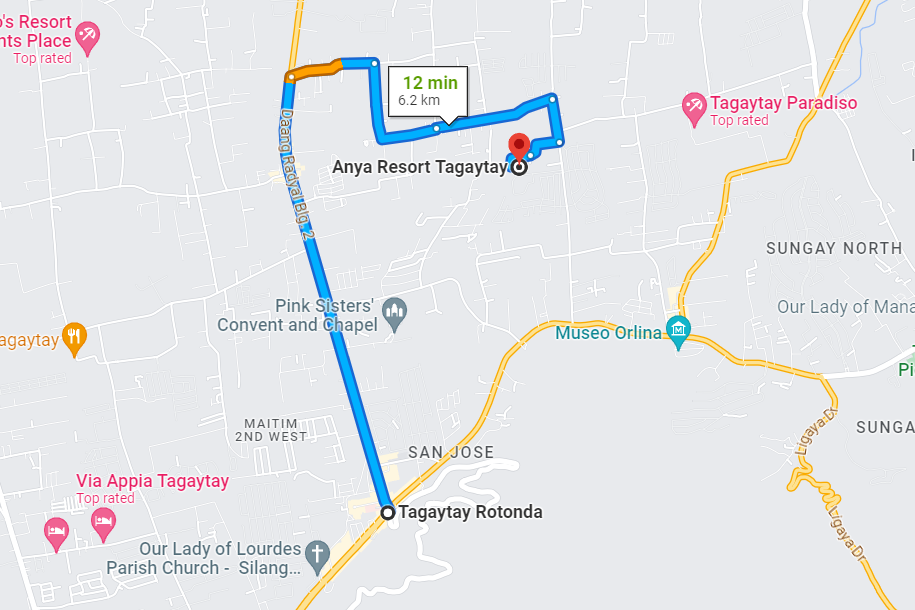 's Resort
nts Place
Top rated
12 min
6.2 km
Tagaytay Paradiso
Top rated
Daang Radyal Blg. 2
Anya Resort Tagaytay
SUNGAY NORTH
Pink Sisters'
Convent and Chapel
Our Lady of Mana
Museo Orlina
agaytay
Pi
MAITIM
2ND WEST
Ligaya Dr
SUNGA
SAN JOSE
Via Appia Tagaytay
Top rated
Tagaytay Rotonda
Ligaya Dr
Our Lady of Lourdes
Parish Church - Silang...